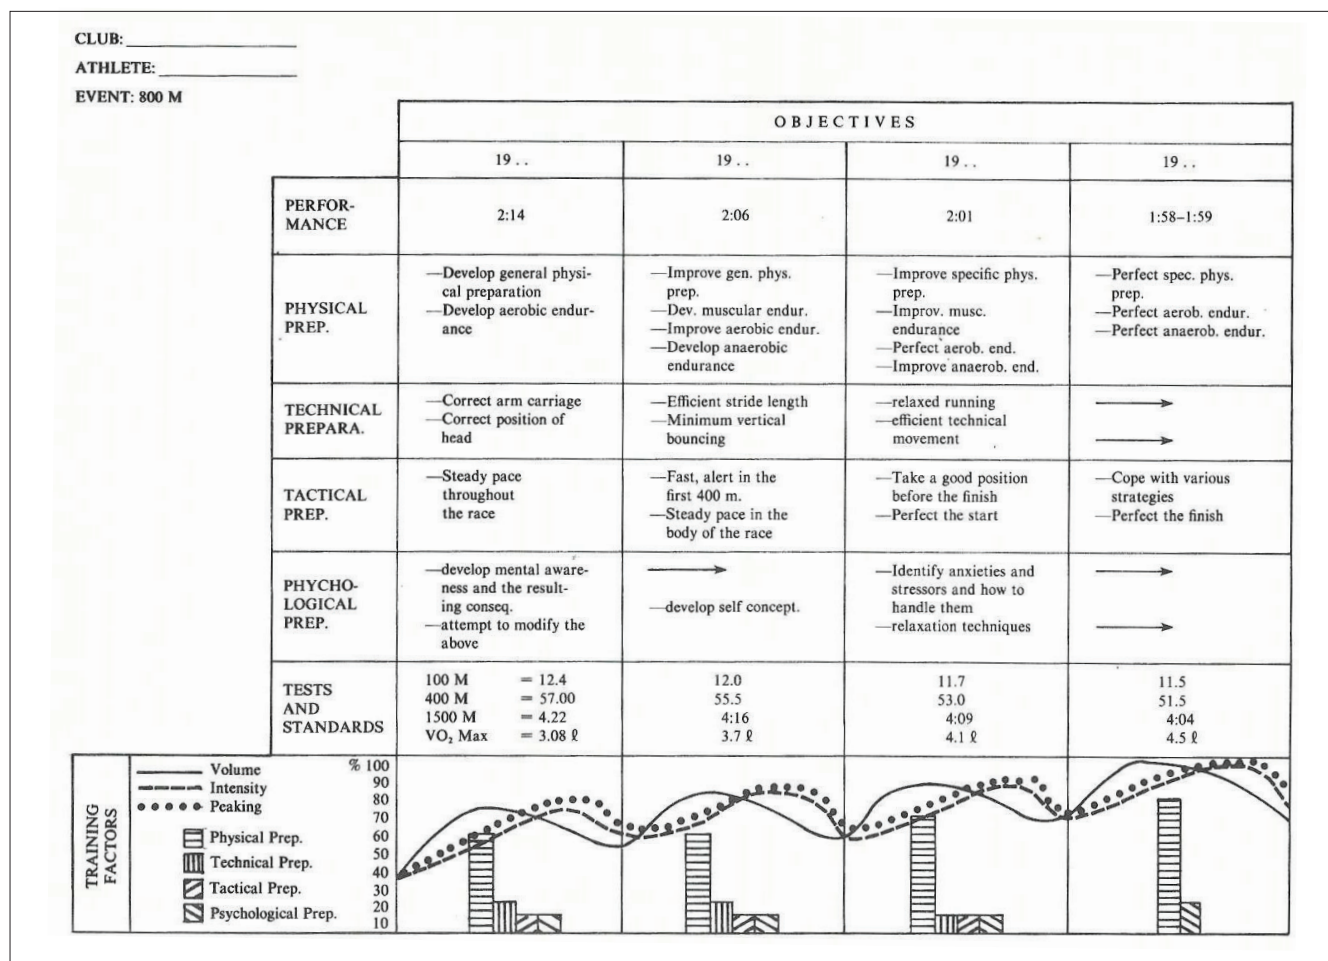 CLUB:
ATHLETE:
EVENT: 800 M
OBJECTIVES
19 . .
19 . .
19 . .
19 . .
PERFOR-
MANCE
2:14
2:06
2:01
1:58–1:59
PHYSICAL
PREP.
—Develop general physi-
cal preparation
—Develop aerobic endur-
ance
—Improve gen. phys.
prep.
—Dev. muscular endur.
—Improve aerobic endur.
—Develop anaerobic
endurance
—Improve specific phys.
prep.
—Improv. musc.
endurance
—Perfect aerob. end.
—Improve anaerob. end.
—Perfect spec. phys.
prep.
—Perfect aerob. endur.
—Perfect anaerob. endur.
TECHNICAL
PREPARA.
—Correct arm carriage
—Correct position of
head
—Efficient stride length
—Minimum vertical
bouncing
—relaxed running
—efficient technical
movement
TACTICAL
PREP.
—Steady pace
throughout
the race
—Fast, alert in the
first 400 m.
—Steady pace in the
body of the race
—Take a good position
before the finish
—Perfect the start
—Cope with various
strategies
—Perfect the finish
PHYCHO-
LOGICAL
PREP.
—develop mental aware-
ness and the result-
ing conseq.
—attempt to modify the
above
—develop self concept.
—Identify anxieties and
stressors and how to
handle them
—relaxation techniques
TESTS
AND
STANDARDS
100 M = 12.4
400 M = 57.00
1500 M = 4.22
VO₂ Max = 3.08 ℓ
12.0
55.5
4:16
3.7 ℓ
11.7
53.0
4:09
4.1 ℓ
11.5
51.5
4:04
4.5 ℓ
TRAINING
FACTORS
Volume
Intensity
Peaking
Physical Prep.
Technical Prep.
Tactical Prep.
Psychological Prep.
% 100
90
80
70
60
50
40
30
20
10